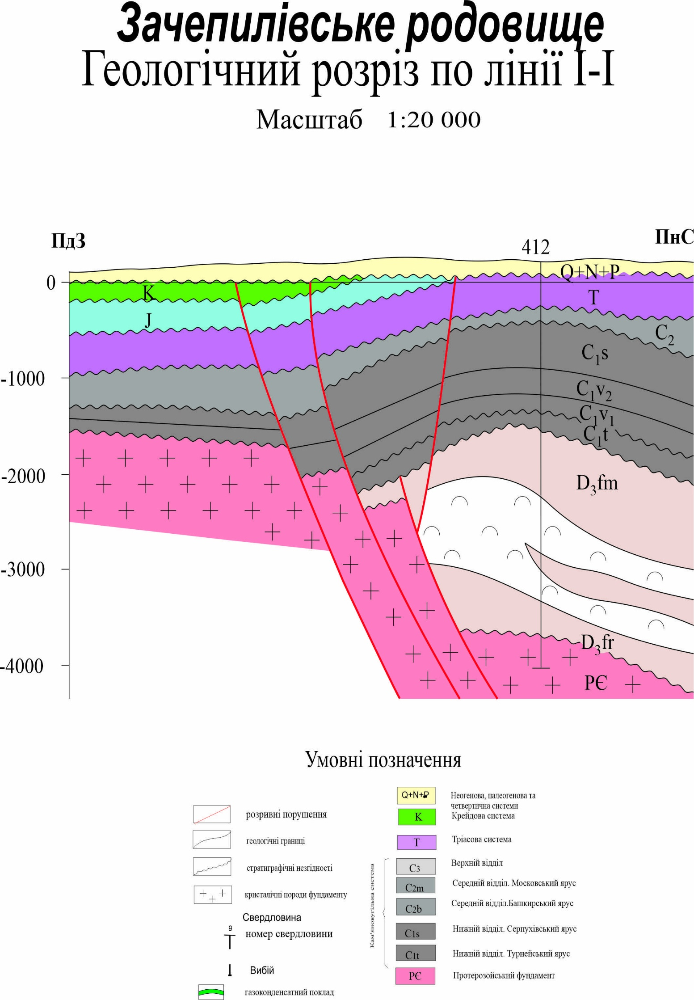 Зачепилівське родовище
Геологічний розріз по лінії I-I
Масштаб 1:20 000
ПдЗ
412
ПнС
Q+N+P
0
K
T
J
C2
C1s
-1000
C1v2
C1v1
C1t
-2000
D3fm
-3000
D3fr
-4000
PЄ
Умовні позначення
розривні порушення
геологічні границі
стратиграфічні незгідності
кристалічні породи фундаменту
Свердловина
9
номер свердловини
Вибій
газоконденсатний поклад
Q+N+P
Неогенова, палеогенова та
четвертична системи
K
Крейдова система
T
Тріасова система
Кам'яновугільна система
C3
Верхній відділ
C2m
Середній відділ. Московський ярус
C2b
Середній відділ.Башкирський ярус
C1s
Нижній відділ. Серпухівський ярус
C1t
Нижній відділ. Турнейський ярус
PЄ
Протерозойський фундамент